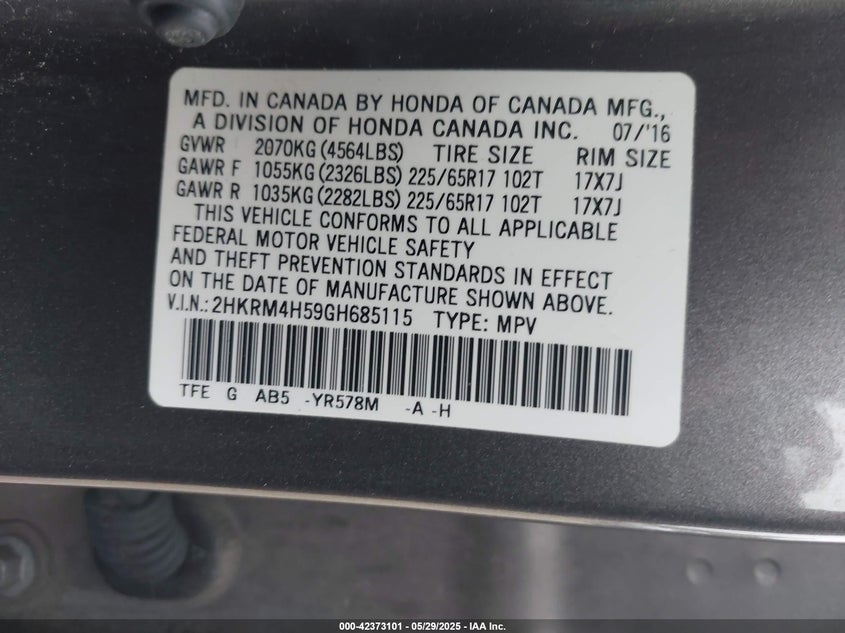 MFD. IN CANADA BY HONDA OF CANADA MFG.,
A DIVISION OF HONDA CANADA INC. 07/'16
GVWR 2070KG (4564LBS) TIRE SIZE RIM SIZE
GAWR F 1055KG (2326LBS) 225/65R17 102T 17X7J
GAWR R 1035KG (2282LBS) 225/65R17 102T 17X7J
THIS VEHICLE CONFORMS TO ALL APPLICABLE
FEDERAL MOTOR VEHICLE SAFETY
AND THEFT PREVENTION STANDARDS IN EFFECT
ON THE DATE OF MANUFACTURE SHOWN ABOVE.
V.I.N.: 2HKRM4H59GH685115 TYPE: MPV
TFE G AB5 -YR578M -A -H
000-42373101 - 05/29/2025 - IAA Inc.